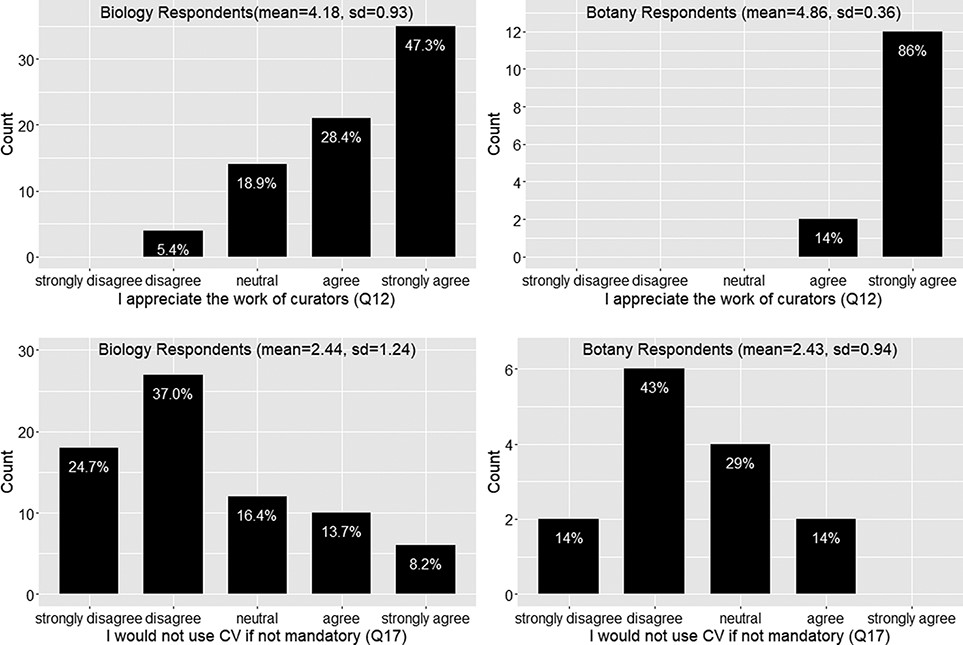 Biology Respondents(mean=4.18, sd=0.93)
Count
30
20
10
0
47.3%
28.4%
18.9%
5.4%
strongly disagree disagree neutral agree strongly agree
I appreciate the work of curators (Q12)
Botany Respondents (mean=4.86, sd=0.36)
Count
12
10
8
6
4
2
0
86%
14%
strongly disagree disagree neutral agree strongly agree
I appreciate the work of curators (Q12)
Biology Respondents (mean=2.44, sd=1.24)
Count
30
20
10
0
24.7%
37.0%
16.4%
13.7%
8.2%
strongly disagree disagree neutral agree strongly agree
I would not use CV if not mandatory (Q17)
Botany Respondents (mean=2.43, sd=0.94)
Count
6
4
2
0
14%
43%
29%
14%
strongly disagree disagree neutral agree strongly agree
I would not use CV if not mandatory (Q17)